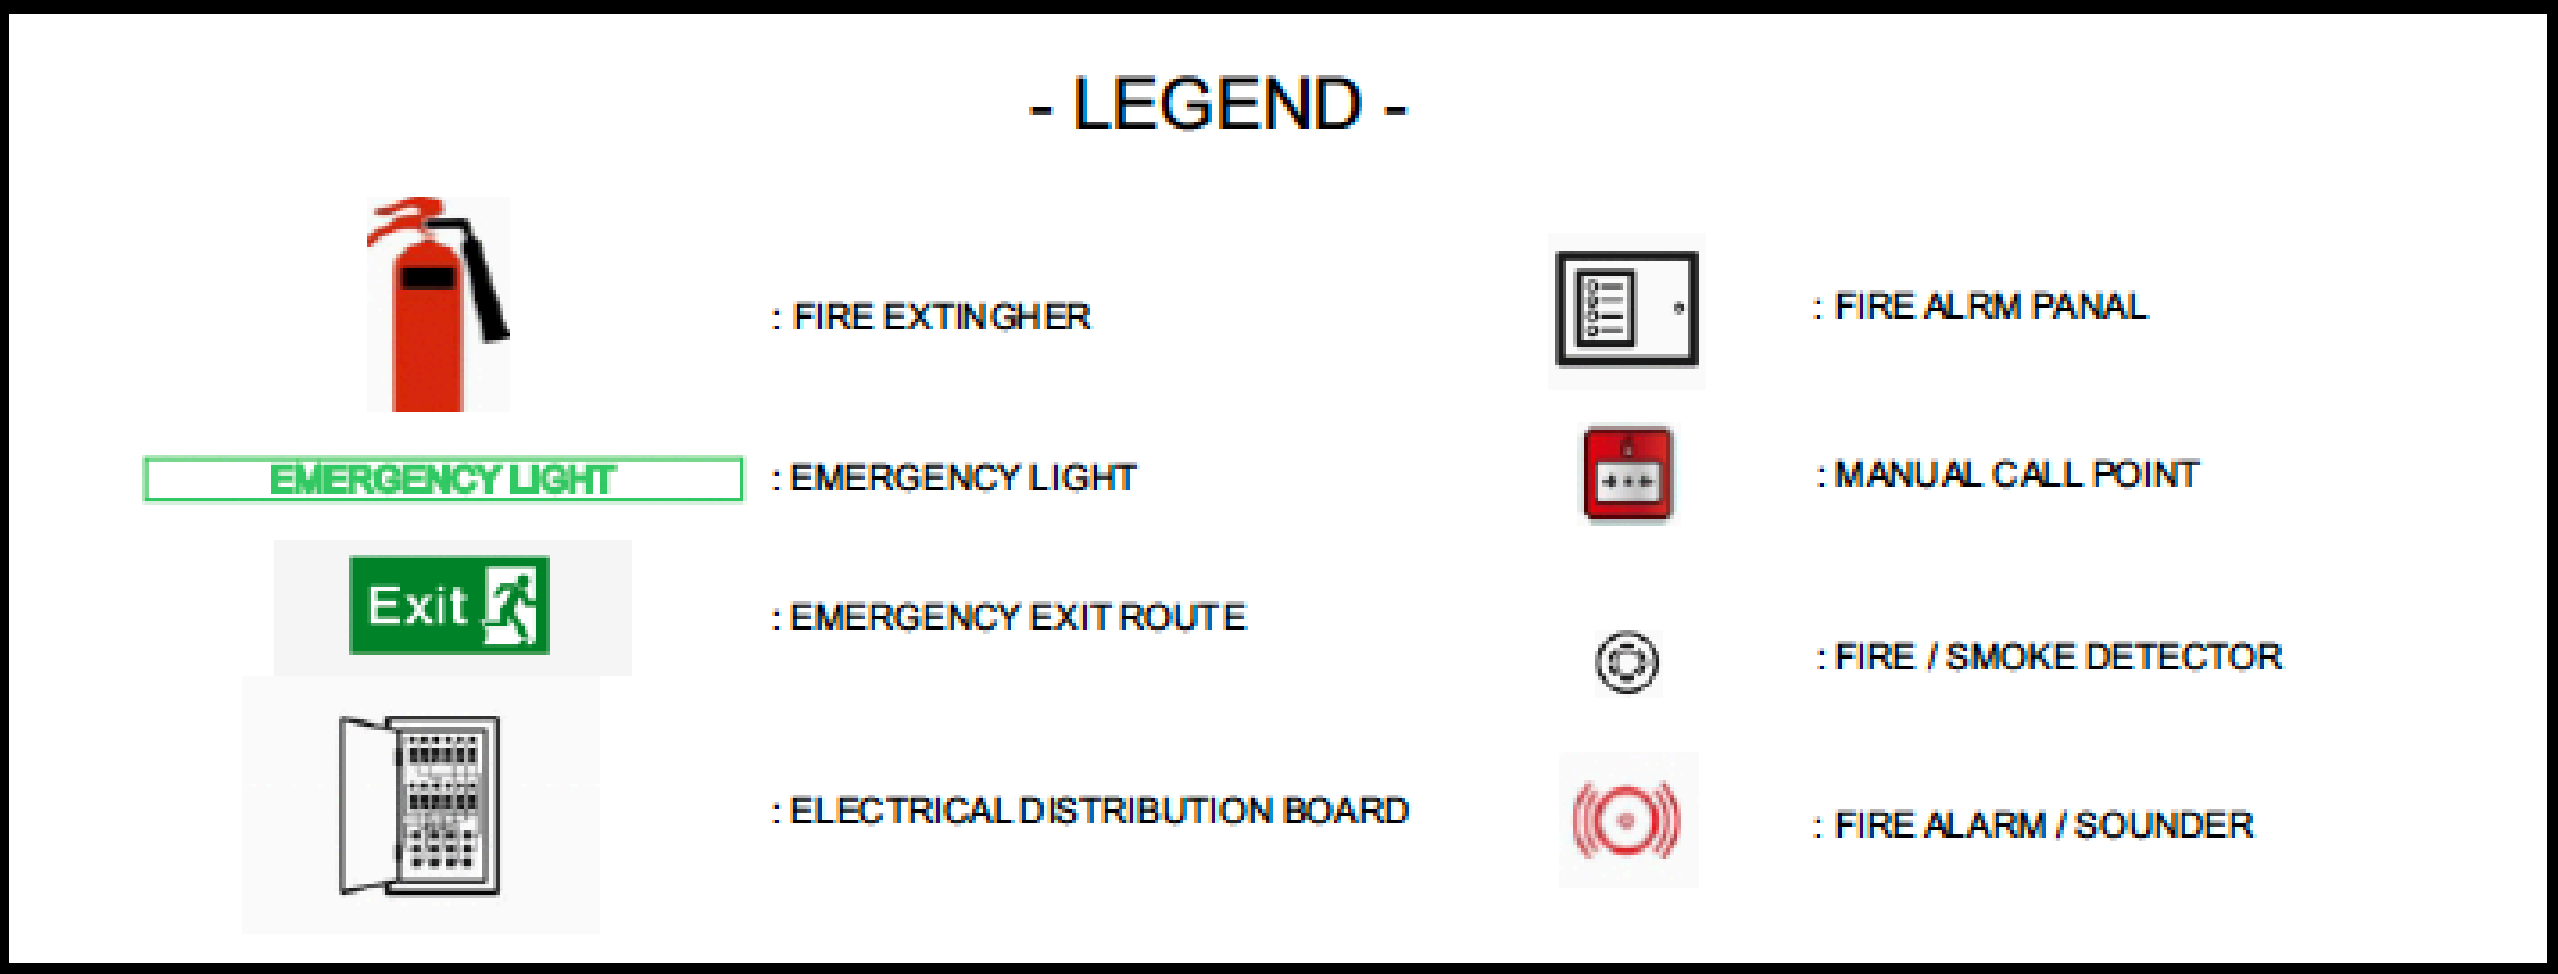 - LEGEND -
: FIRE EXTINGHER
EMERGENCY LIGHT : EMERGENCY LIGHT
Exit : EMERGENCY EXIT ROUTE
: ELECTRICAL DISTRIBUTION BOARD
: FIRE ALRM PANAL
: MANUAL CALL POINT
: FIRE / SMOKE DETECTOR
: FIRE ALARM / SOUNDER